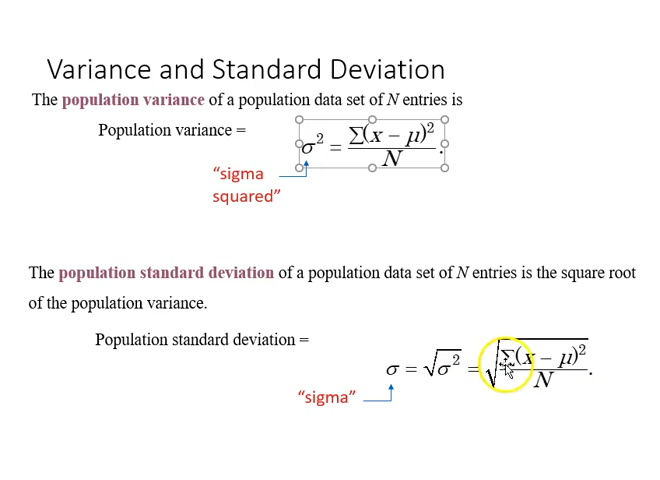 Variance and Standard Deviation
The population variance of a population data set of N entries is
Population variance = σ² = Σ(x − μ)² / N.
“sigma
squared”
The population standard deviation of a population data set of N entries is the square root
of the population variance.
Population standard deviation =
σ = √σ² = √(Σ(x − μ)² / N).
“sigma”